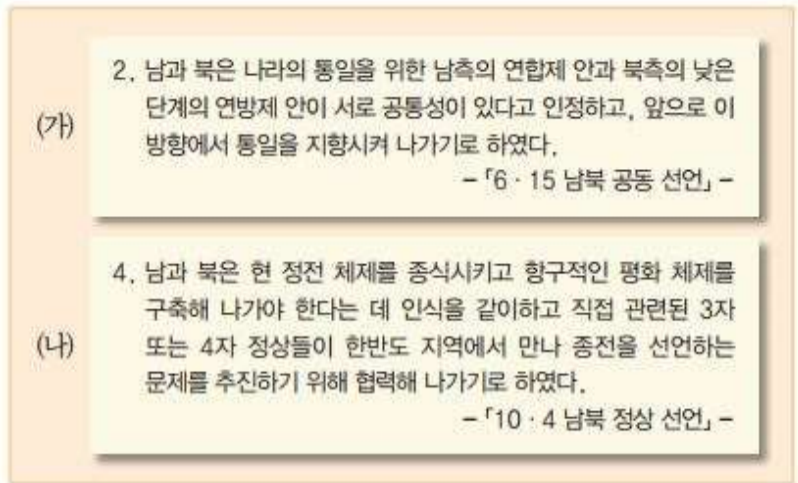 (가)
2. 남과 북은 나라의 통일을 위한 남측의 연합제 안과 북측의 낮은
단계의 연방제 안이 서로 공통성이 있다고 인정하고, 앞으로 이
방향에서 통일을 지향시켜 나가기로 하였다.
– 「6·15 남북 공동 선언」 –
(나)
4. 남과 북은 현 정전 체제를 종식시키고 항구적인 평화 체제를
구축해 나가야 한다는 데 인식을 같이하고 직접 관련된 3자
또는 4자 정상들이 한반도 지역에서 만나 종전을 선언하는
문제를 추진하기 위해 협력해 나가기로 하였다.
– 「10·4 남북 정상 선언」 –